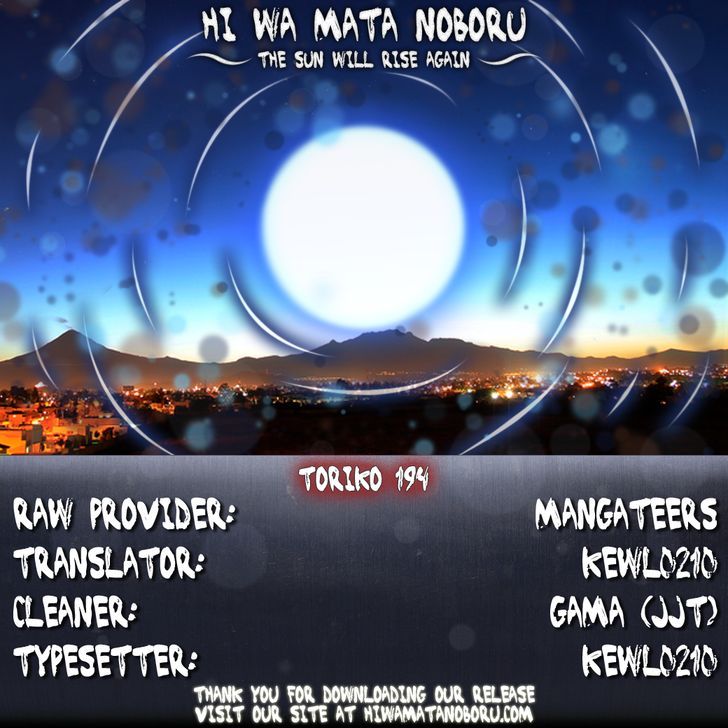 HI WA MATA NOBORU
THE SUN WILL RISE AGAIN
TORIKO 194
RAW PROVIDER: MANGATEERS
TRANSLATOR: KEWL0210
CLEANER: GAMA (JJT)
TYPESETTER: KEWL0210
THANK YOU FOR DOWNLOADING OUR RELEASE
VISIT OUR SITE AT HIWAMATANOBORU.COM